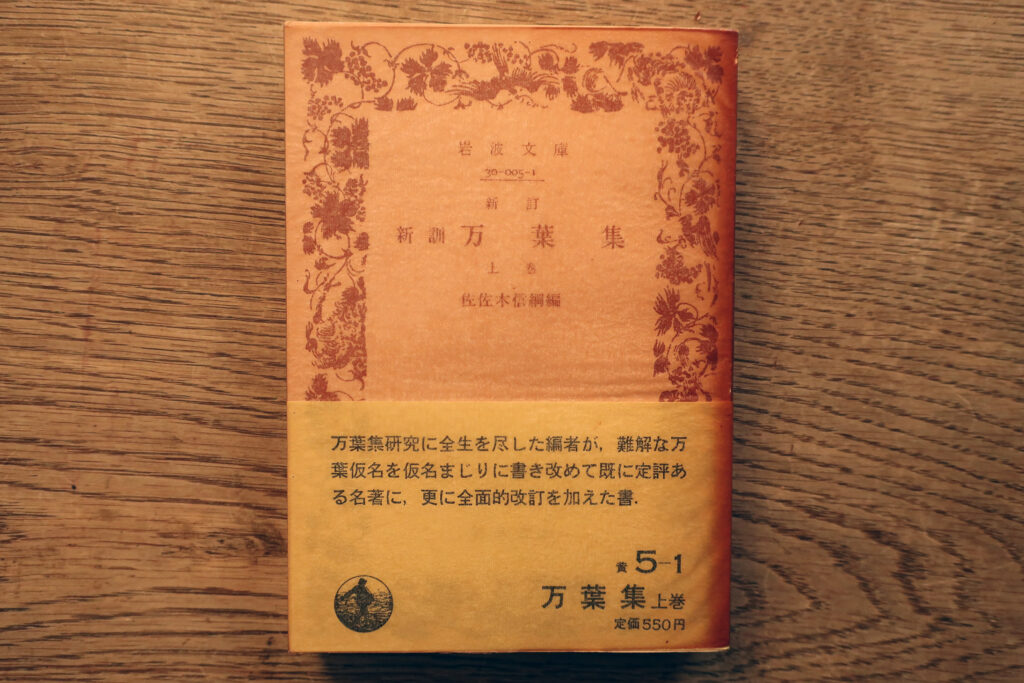 岩波文庫
30-005-1
新訂
新訓 万葉集
上巻
佐佐木信綱編
万葉集研究に全生を尽した編者が，難解な万
葉仮名を仮名まじりに書き改めて既に定評あ
る名著に，更に全面的改訂を加えた書．
黄 5-1
万葉集 上巻
定価550円